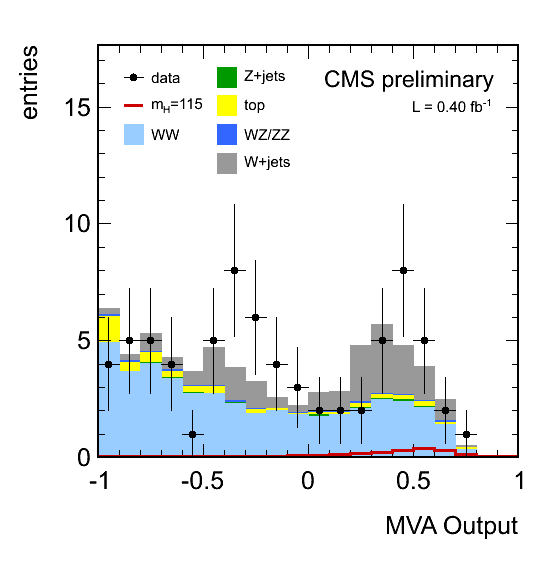 entries
CMS preliminary
L = 0.40 fb⁻¹
data
m_H=115
WW
Z+jets
top
WZ/ZZ
W+jets
15
10
5
0
-1 -0.5 0 0.5 1
MVA Output